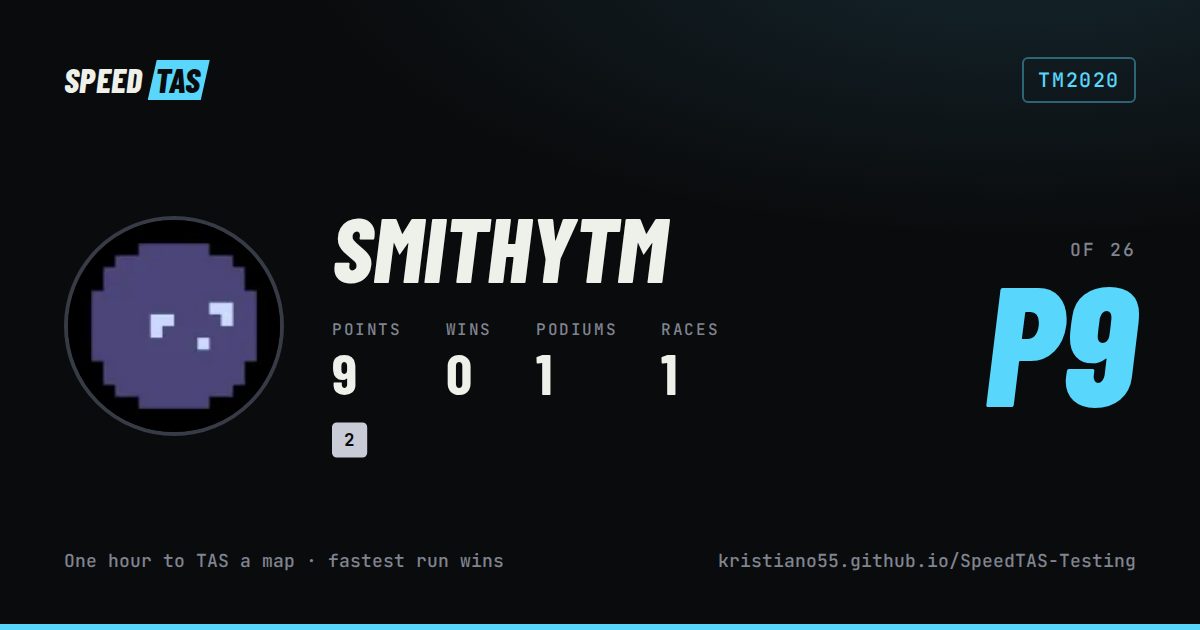 SPEED TAS
TM2020
SMITHYTM
POINTS WINS PODIUMS RACES
9 0 1 1
2
OF 26
P9
One hour to TAS a map · fastest run wins
kristiano55.github.io/SpeedTAS-Testing